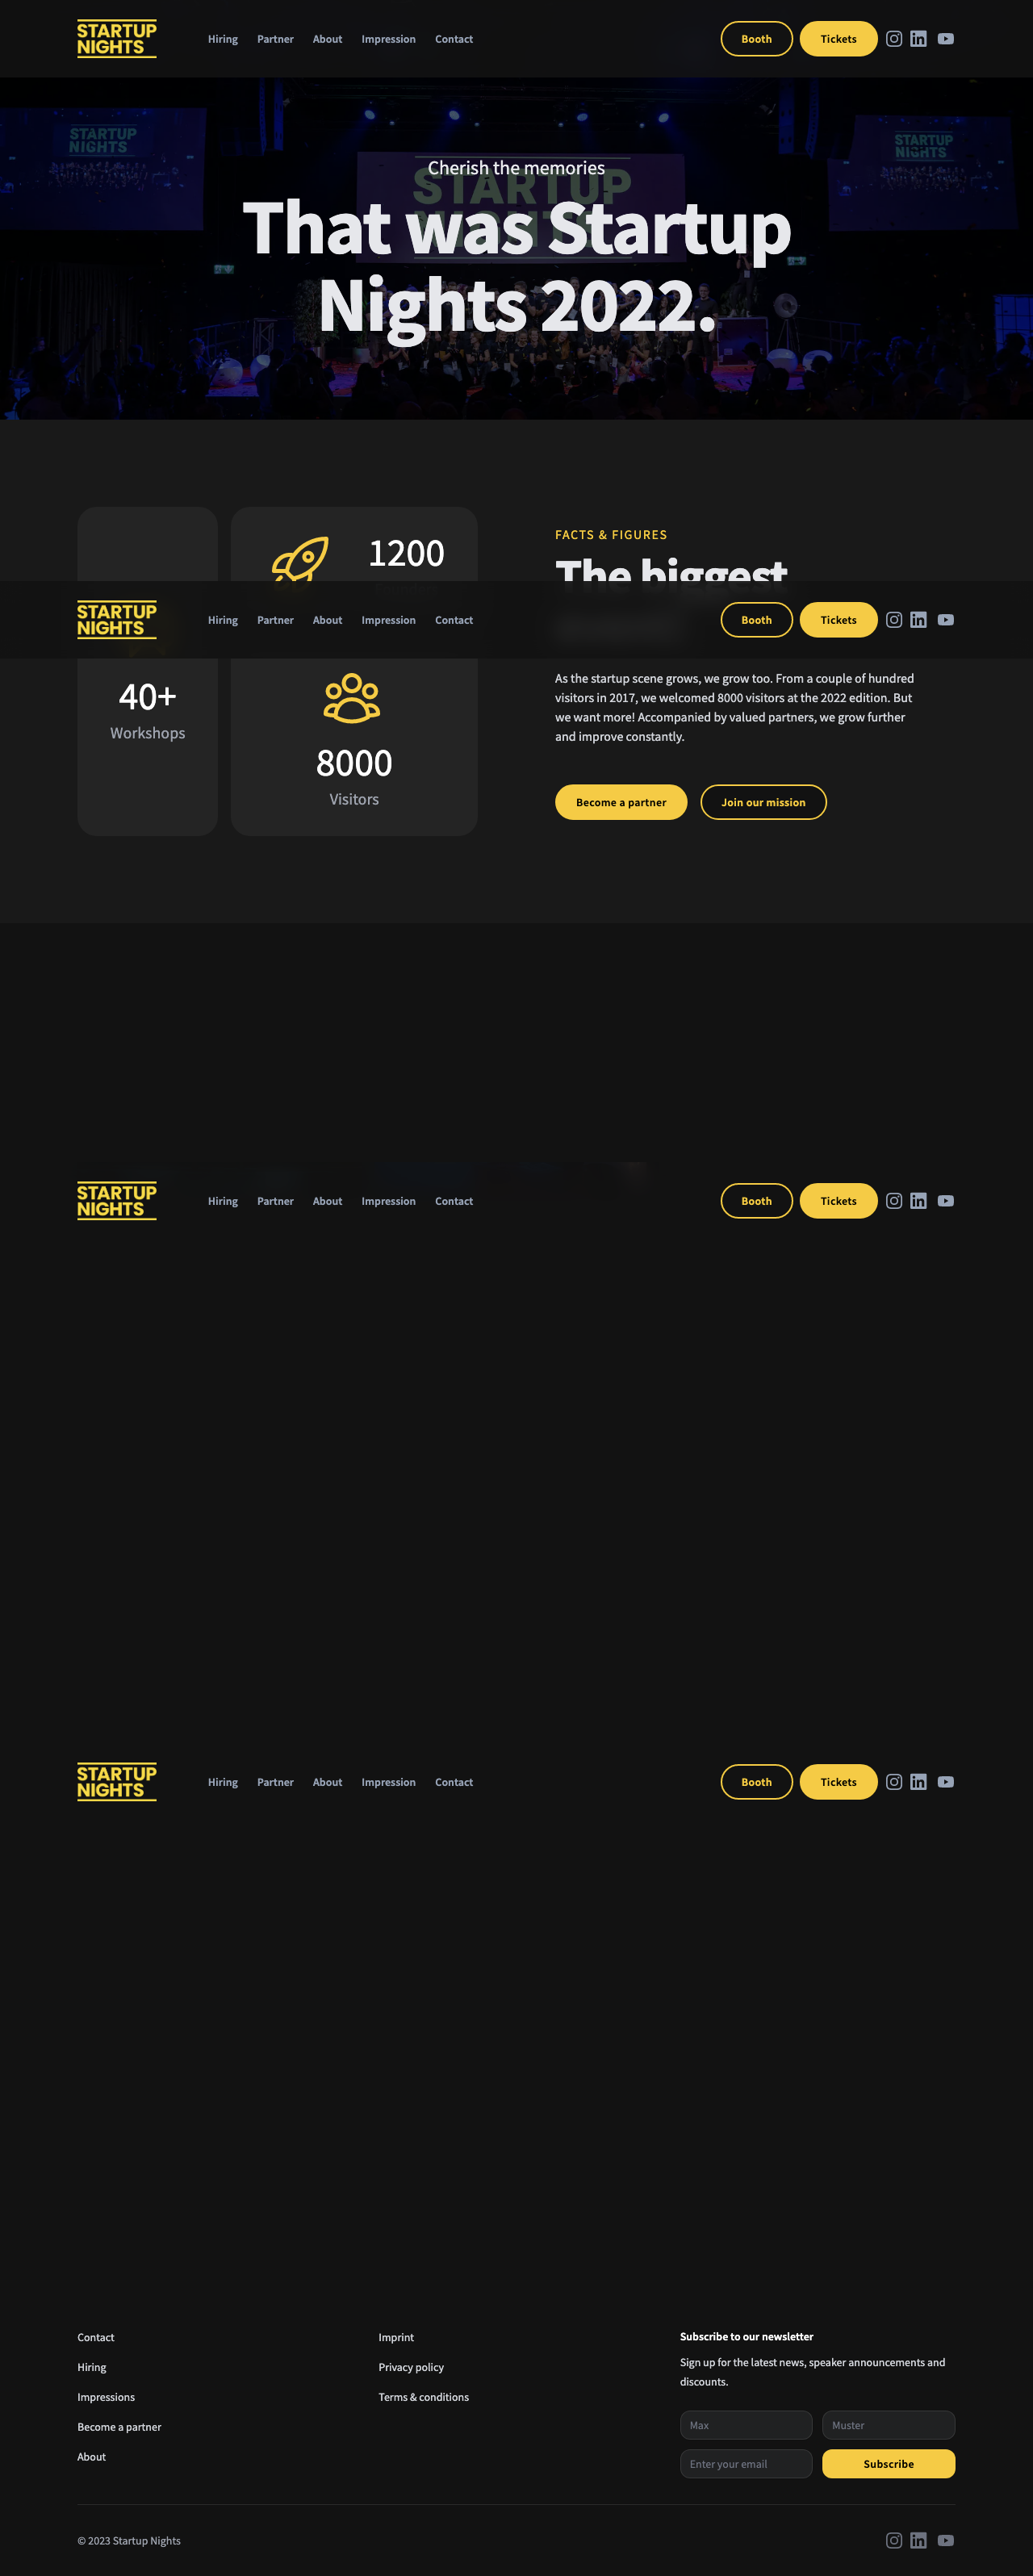 STARTUP
NIGHTS
Hiring Partner About Impression Contact Booth Tickets
STARTUP
NIGHTS
STARTUP
NIGHTS
STARTUP
Cherish the memories
That was Startup
Nights 2022.
1200
FACTS & FIGURES
The biggest
STARTUP
NIGHTS
Hiring Partner About Impression Contact Booth Tickets
40+
Workshops
8000
Visitors
As the startup scene grows, we grow too. From a couple of hundred
visitors in 2017, we welcomed 8000 visitors at the 2022 edition. But
we want more! Accompanied by valued partners, we grow further
and improve constantly.
Become a partner Join our mission
STARTUP
NIGHTS
Hiring Partner About Impression Contact Booth Tickets
STARTUP
NIGHTS
Hiring Partner About Impression Contact Booth Tickets
Contact
Hiring
Impressions
Become a partner
About
Imprint
Privacy policy
Terms & conditions
Subscribe to our newsletter
Sign up for the latest news, speaker announcements and
discounts.
Max Muster
Enter your email Subscribe
© 2023 Startup Nights